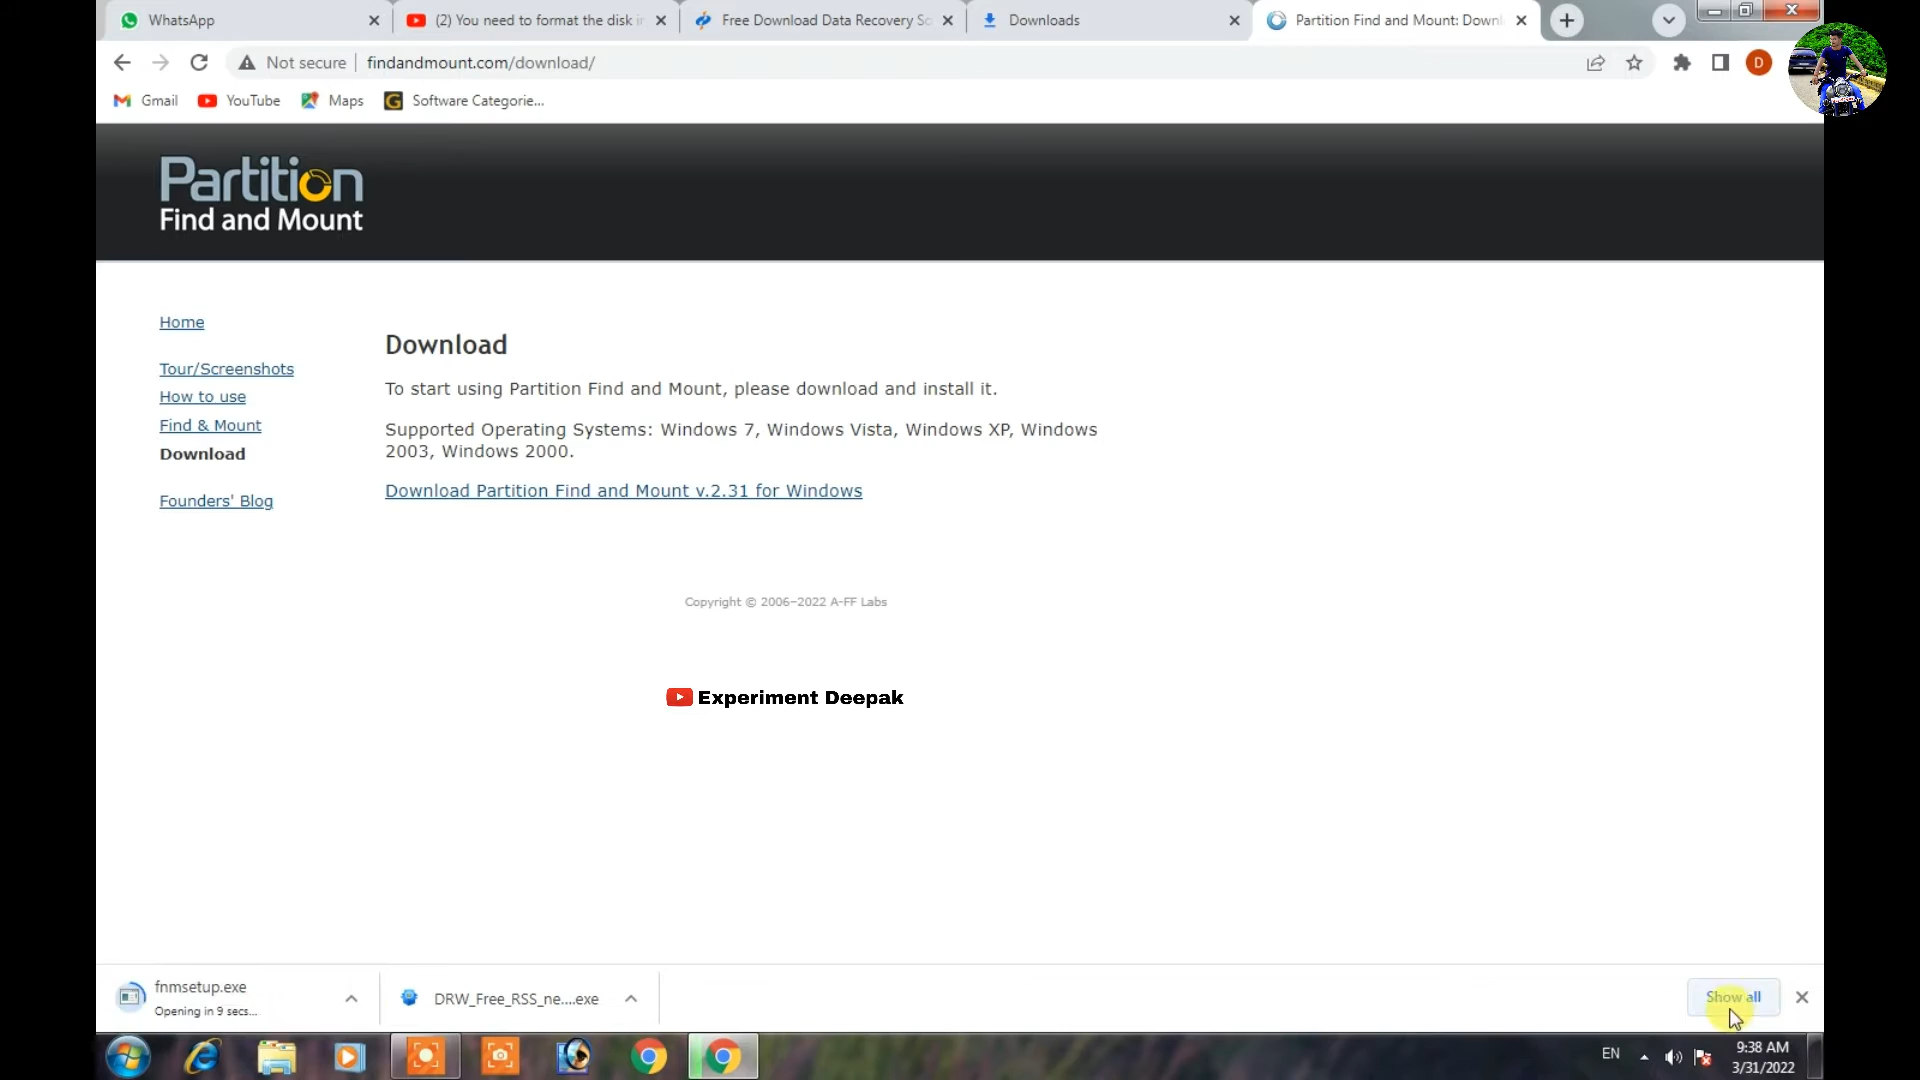 WhatsApp
(2) You need to format the disk in
Free Download Data Recovery So
Downloads
Partition Find and Mount: Downl
Not secure
findandmount.com/download/
D
Gmail
YouTube
Maps
Software Categorie...
Partition
Find and Mount
Home
Tour/Screenshots
How to use
Find & Mount
Download
Founders' Blog
Download
To start using Partition Find and Mount, please download and install it.
Supported Operating Systems: Windows 7, Windows Vista, Windows XP, Windows
2003, Windows 2000.
Download Partition Find and Mount v.2.31 for Windows
Copyright © 2006–2022 A-FF Labs
Experiment Deepak
fnmsetup.exe
Opening in 9 secs...
DRW_Free_RSS_ne....exe
Show all
EN
9:38 AM
3/31/2022